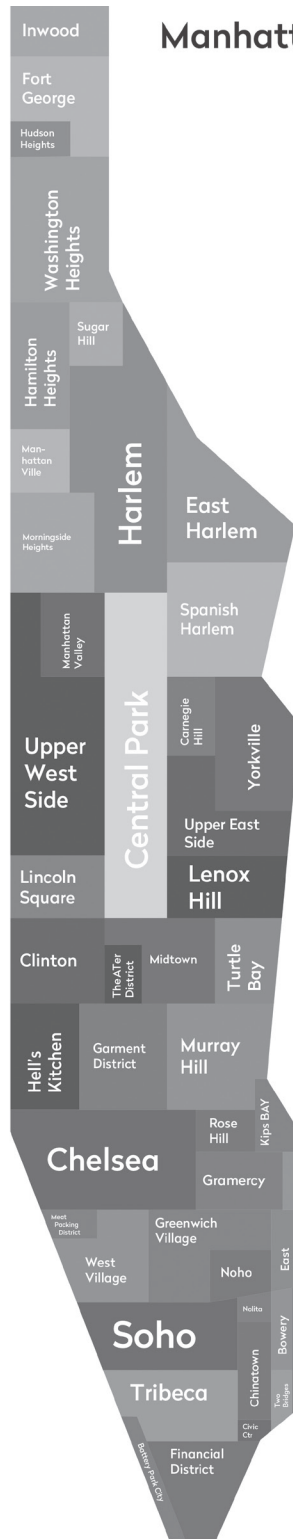 Manhatt
Inwood
Fort
George
Hudson
Heights
Washington
Heights
Sugar
Hill
Hamilton
Heights
Man-
hattan
Ville
Harlem
East
Harlem
Morningside
Heights
Spanish
Harlem
Manhattan
Valley
Central Park
Carnegie
Hill
Yorkville
Upper
West
Side
Upper East
Side
Lincoln
Square
Lenox
Hill
Clinton
TheATer
District
Midtown
Turtle
Bay
Hell's
Kitchen
Garment
District
Murray
Hill
Kips BAY
Rose
Hill
Chelsea
Gramercy
Meat
Packing
District
Greenwich
Village
West
Village
Noho
East
Soho
Nolita
Bowery
Chinatown
Tribeca
Two
Bridges
Civic
Ctr
Battery Park City
Financial
District